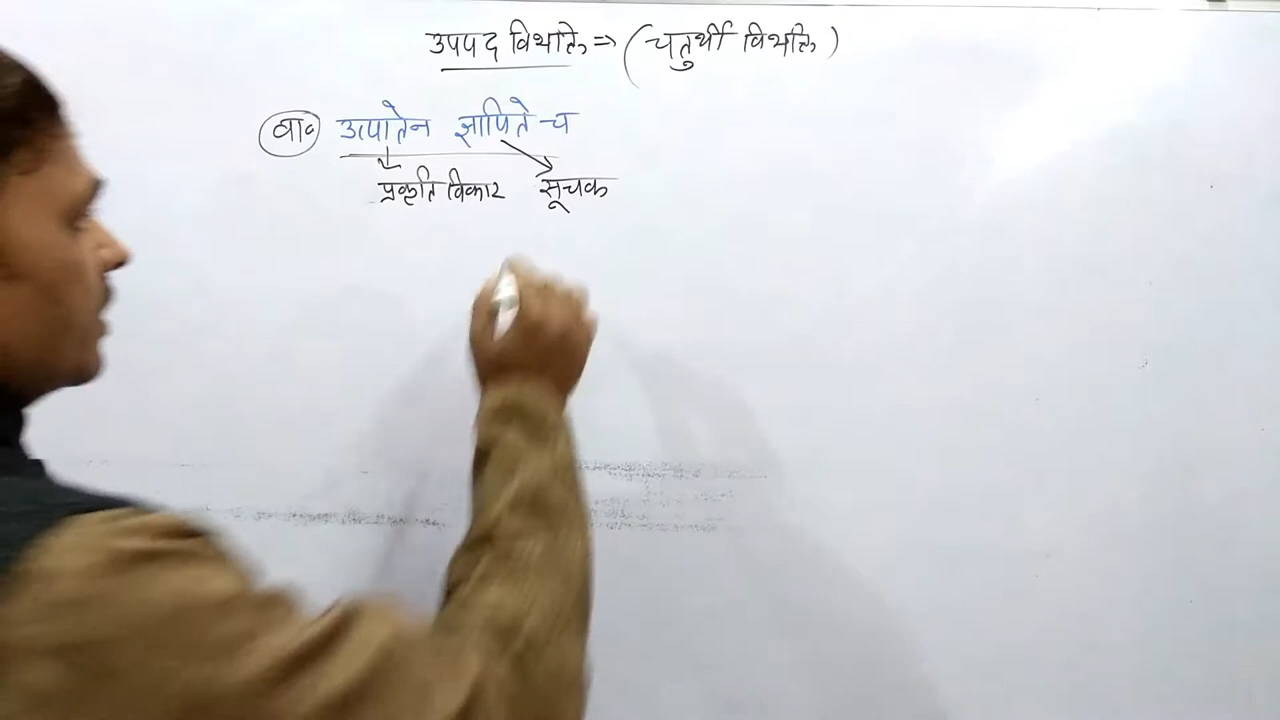 उपपद विभक्ति ⇒ (चतुर्थी विभक्ति)
वा० उत्पातेन ज्ञापिते च
प्रकृति विकार सूचक